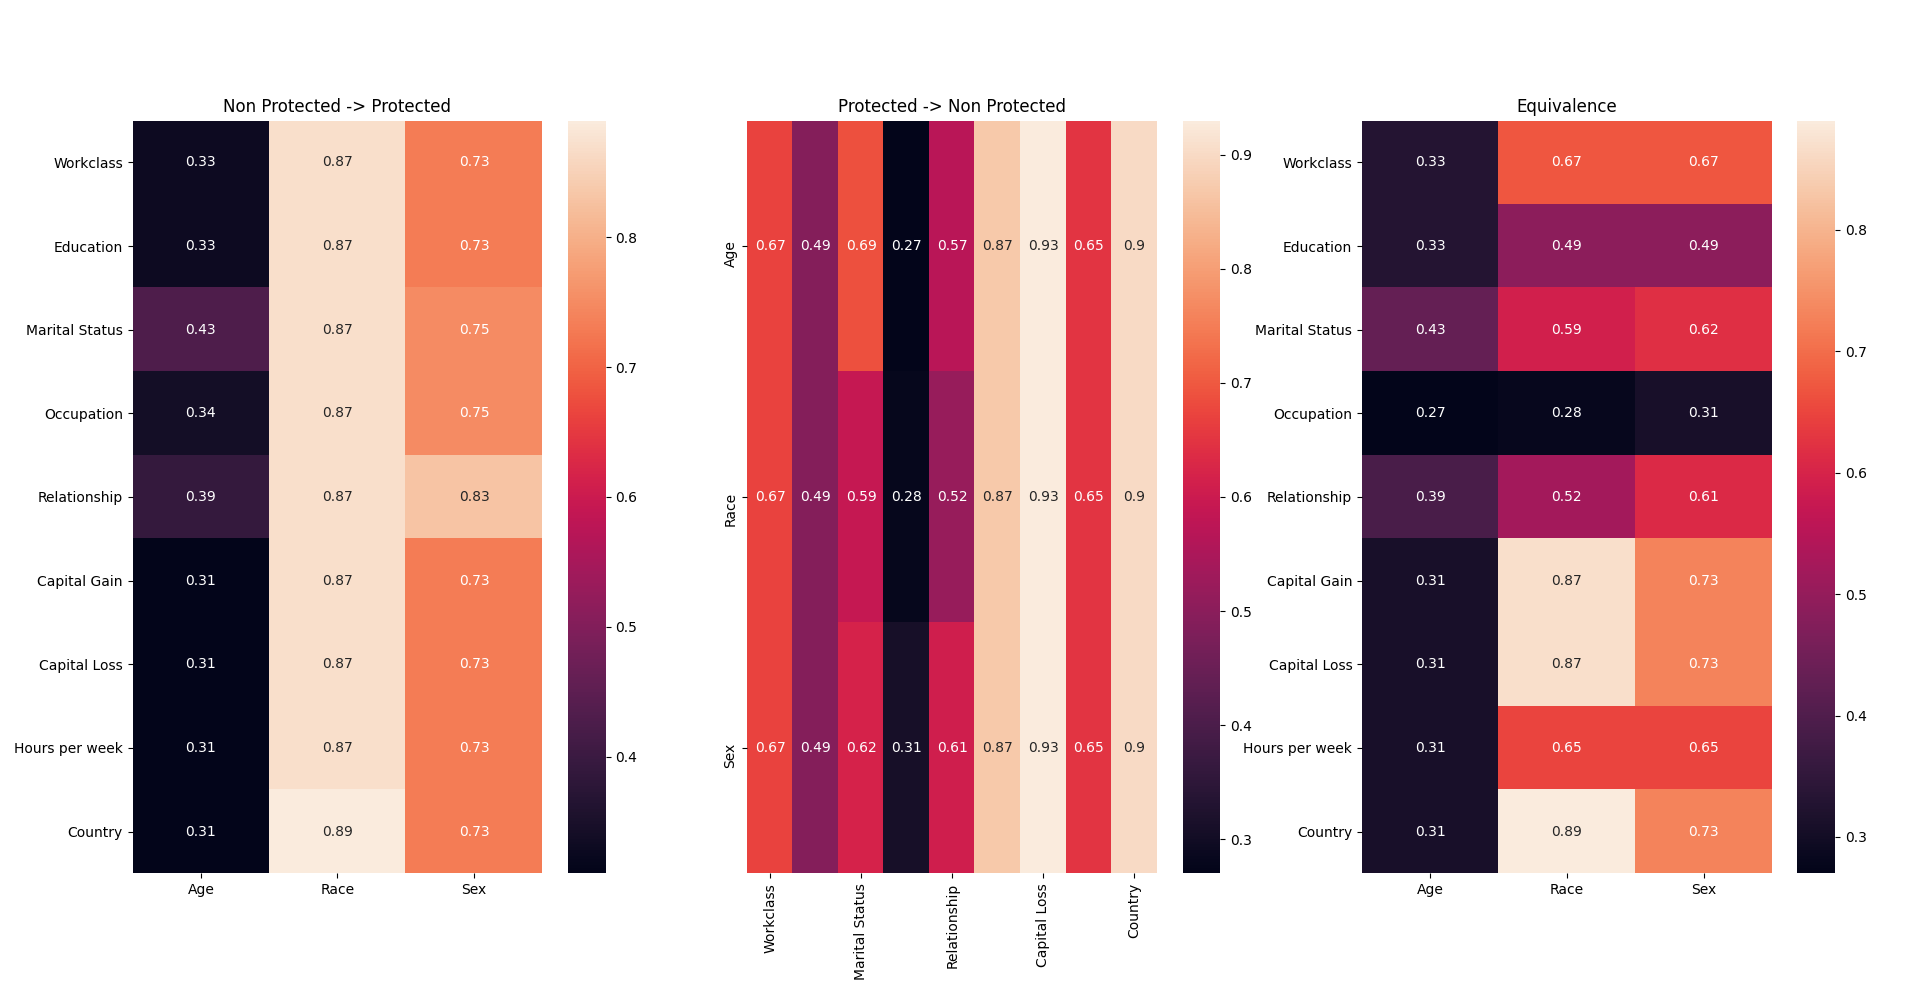 Non Protected -> Protected
Workclass 0.33 0.87 0.73
Education 0.33 0.87 0.73
Marital Status 0.43 0.87 0.75
Occupation 0.34 0.87 0.75
Relationship 0.39 0.87 0.83
Capital Gain 0.31 0.87 0.73
Capital Loss 0.31 0.87 0.73
Hours per week 0.31 0.87 0.73
Country 0.31 0.89 0.73
Age Race Sex
0.8
0.7
0.6
0.5
0.4
Protected -> Non Protected
Age 0.67 0.49 0.69 0.27 0.57 0.87 0.93 0.65 0.9
Race 0.67 0.49 0.59 0.28 0.52 0.87 0.93 0.65 0.9
Sex 0.67 0.49 0.62 0.31 0.61 0.87 0.93 0.65 0.9
Workclass
Marital Status
Relationship
Capital Loss
Country
0.9
0.8
0.7
0.6
0.5
0.4
0.3
Equivalence
Workclass 0.33 0.67 0.67
Education 0.33 0.49 0.49
Marital Status 0.43 0.59 0.62
Occupation 0.27 0.28 0.31
Relationship 0.39 0.52 0.61
Capital Gain 0.31 0.87 0.73
Capital Loss 0.31 0.87 0.73
Hours per week 0.31 0.65 0.65
Country 0.31 0.89 0.73
Age Race Sex
0.8
0.7
0.6
0.5
0.4
0.3